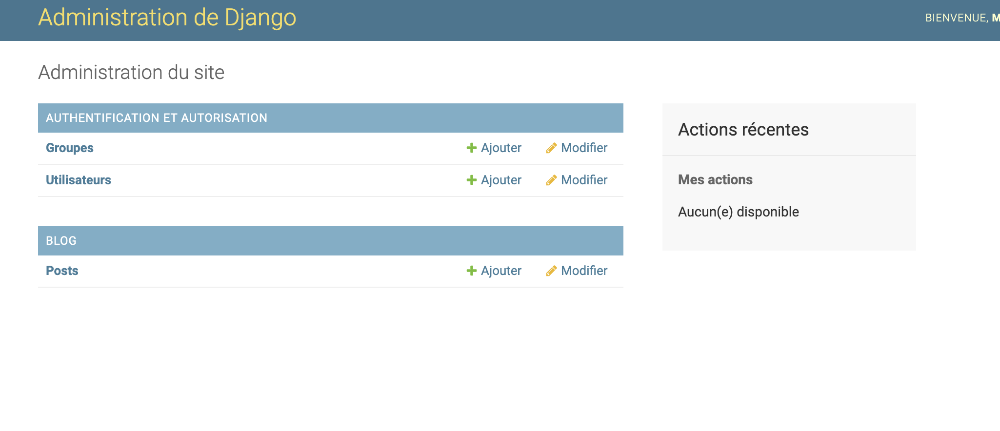 Administration de Django
BIENVENUE,
Administration du site
AUTHENTIFICATION ET AUTORISATION
Groupes Ajouter Modifier
Utilisateurs Ajouter Modifier
BLOG
Posts Ajouter Modifier
Actions récentes
Mes actions
Aucun(e) disponible